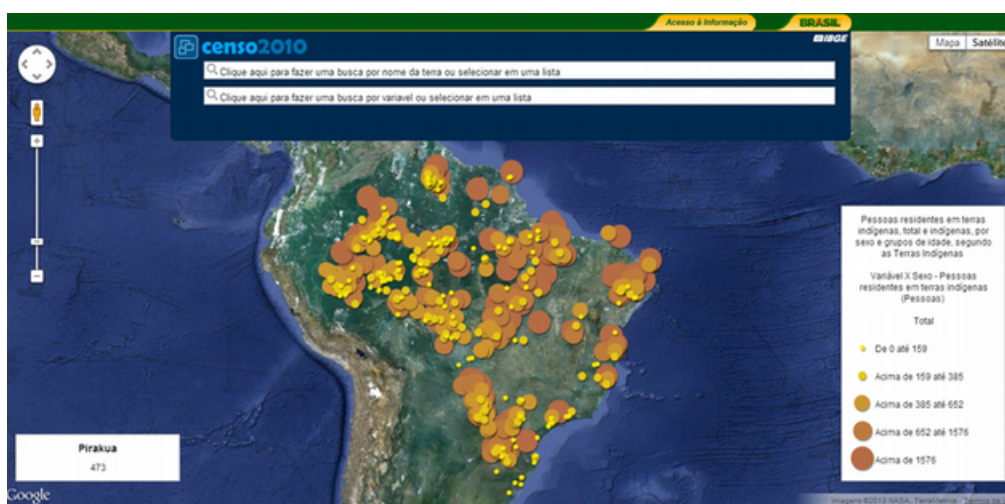 Acesso à Informação
BRASIL
censo2010
IBGE
Clique aqui para fazer uma busca por nome da terra ou selecionar em uma lista
Clique aqui para fazer uma busca por variavel ou selecionar em uma lista
Mapa
Satélite
Pessoas residentes em terras
indígenas, total e indígenas, por
sexo e grupos de idade, segundo
as Terras Indígenas
Variável X Sexo - Pessoas
residentes em terras indígenas
(Pessoas)
Total
De 0 até 159
Acima de 159 até 385
Acima de 385 até 652
Acima de 652 até 1576
Acima de 1576
Pirakua
473
Google
Imagens ©2013 NASA, TerraMetrics
Termos de